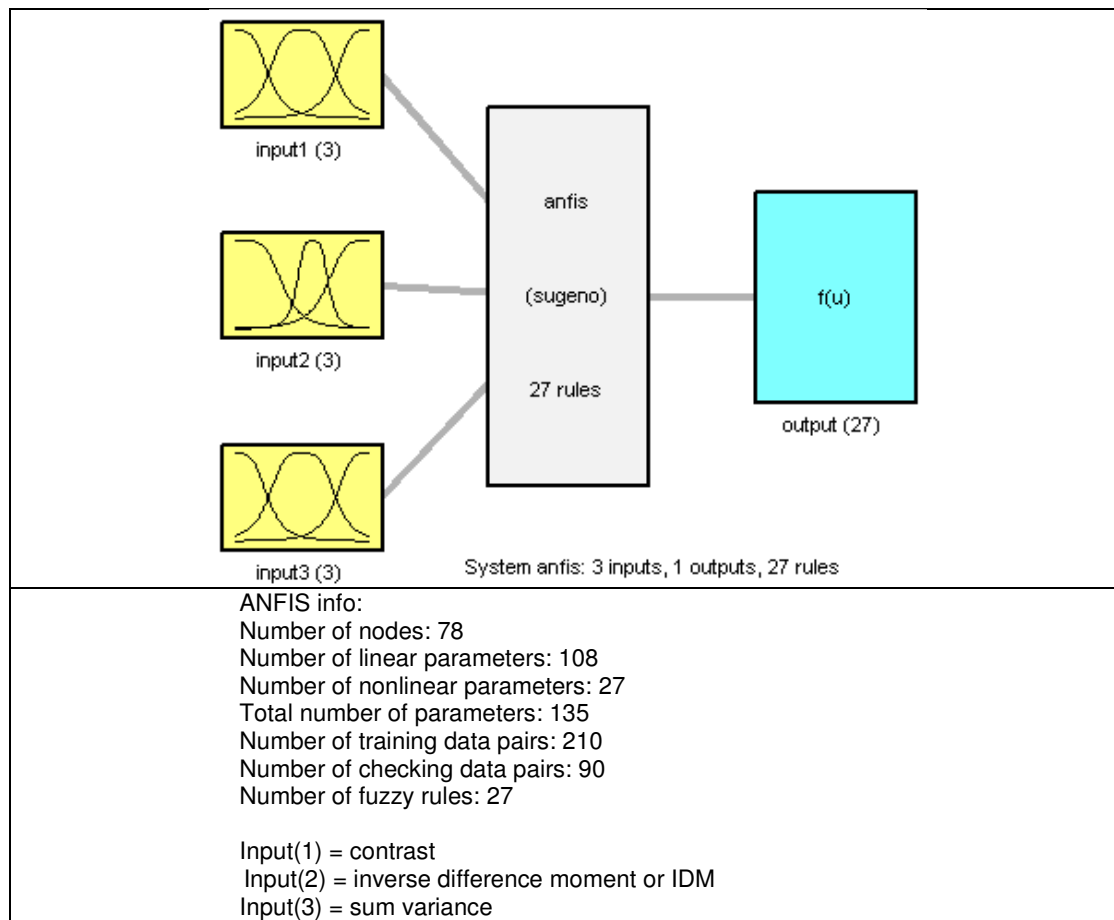 input1 (3)
anfis
(sugeno)
f(u)
input2 (3)
27 rules
output (27)
input3 (3)
System anfis: 3 inputs, 1 outputs, 27 rules
ANFIS info:
Number of nodes: 78
Number of linear parameters: 108
Number of nonlinear parameters: 27
Total number of parameters: 135
Number of training data pairs: 210
Number of checking data pairs: 90
Number of fuzzy rules: 27
Input(1) = contrast
Input(2) = inverse difference moment or IDM
Input(3) = sum variance